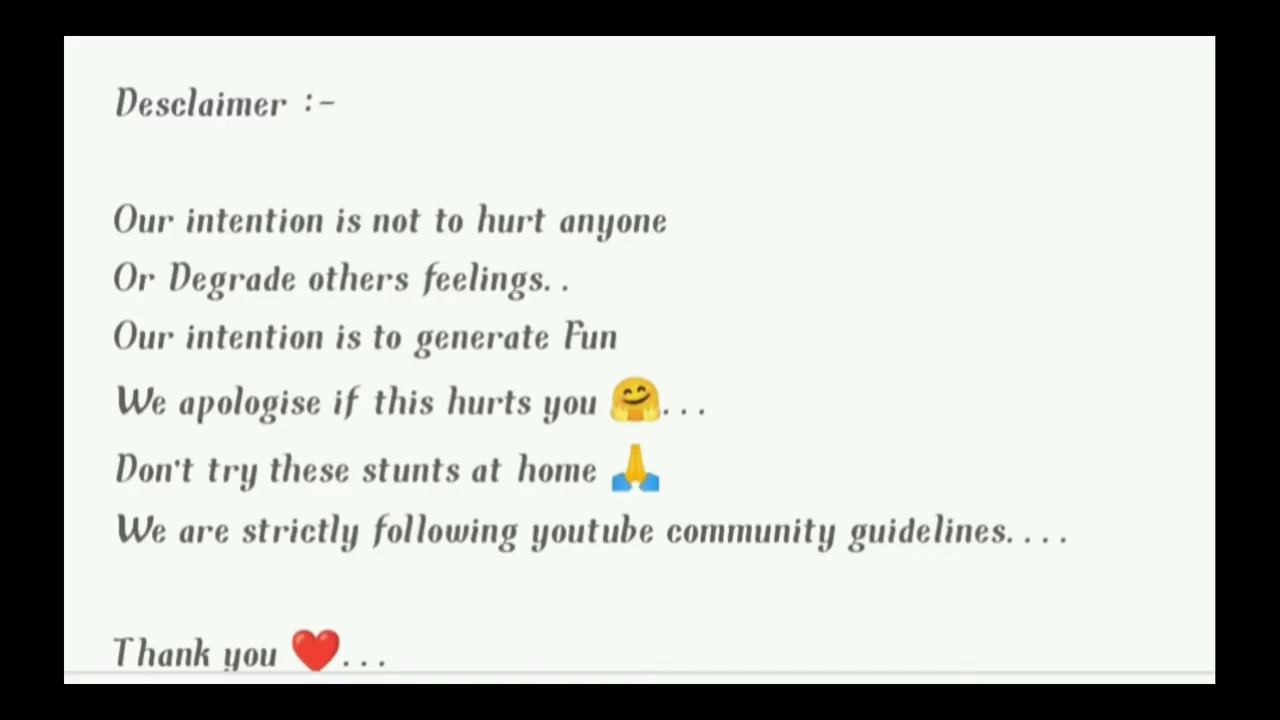 Desclaimer :-
Our intention is not to hurt anyone
Or Degrade others feelings. .
Our intention is to generate Fun
We apologise if this hurts you 🤗. . .
Don't try these stunts at home 🙏
We are strictly following youtube community guidelines. . . .
Thank you ❤️. . .